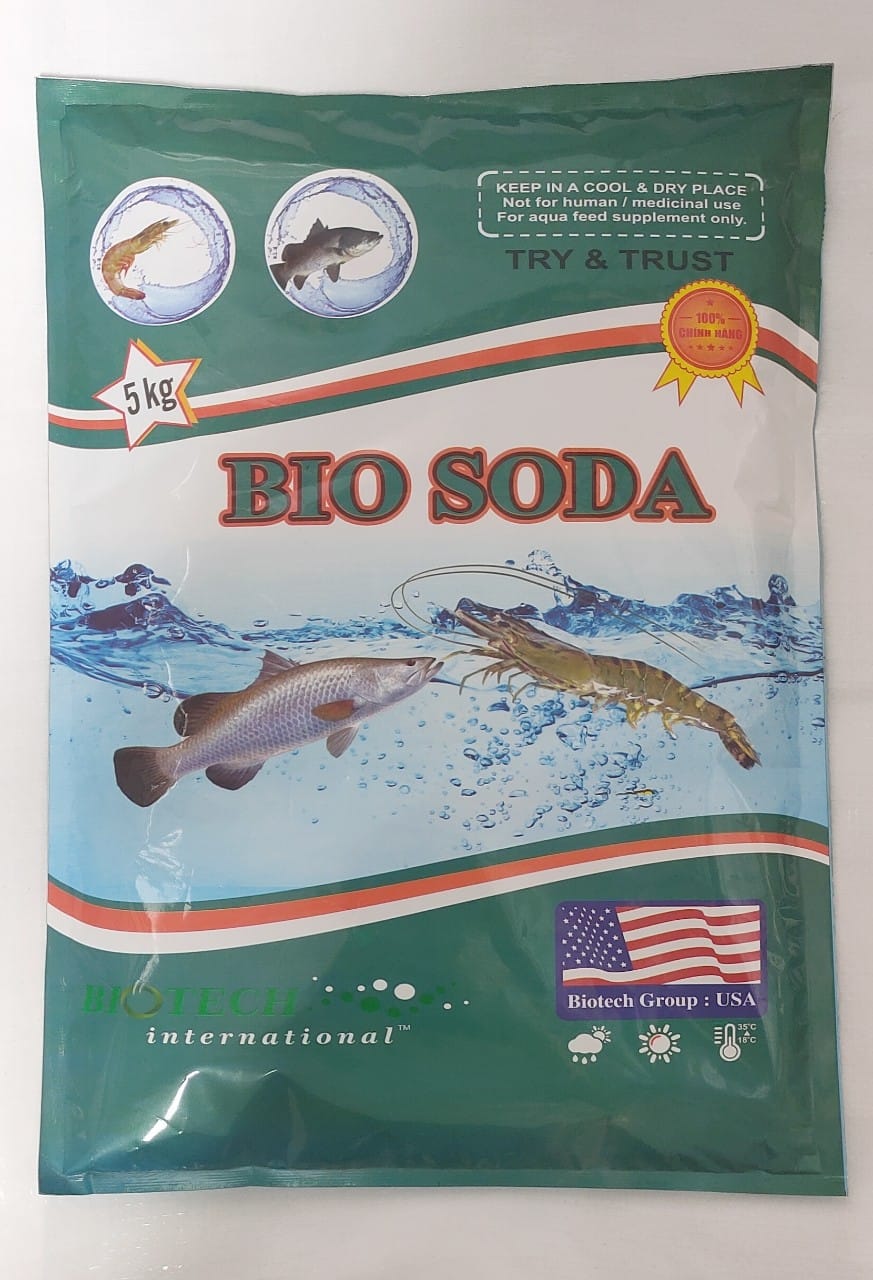 KEEP IN A COOL & DRY PLACE
Not for human / medicinal use
For aqua feed supplement only.
TRY & TRUST
100%
CHÍNH HÃNG
5 kg
BIO SODA
BIOTECH
international™
Biotech Group : USA
35°C
18°C